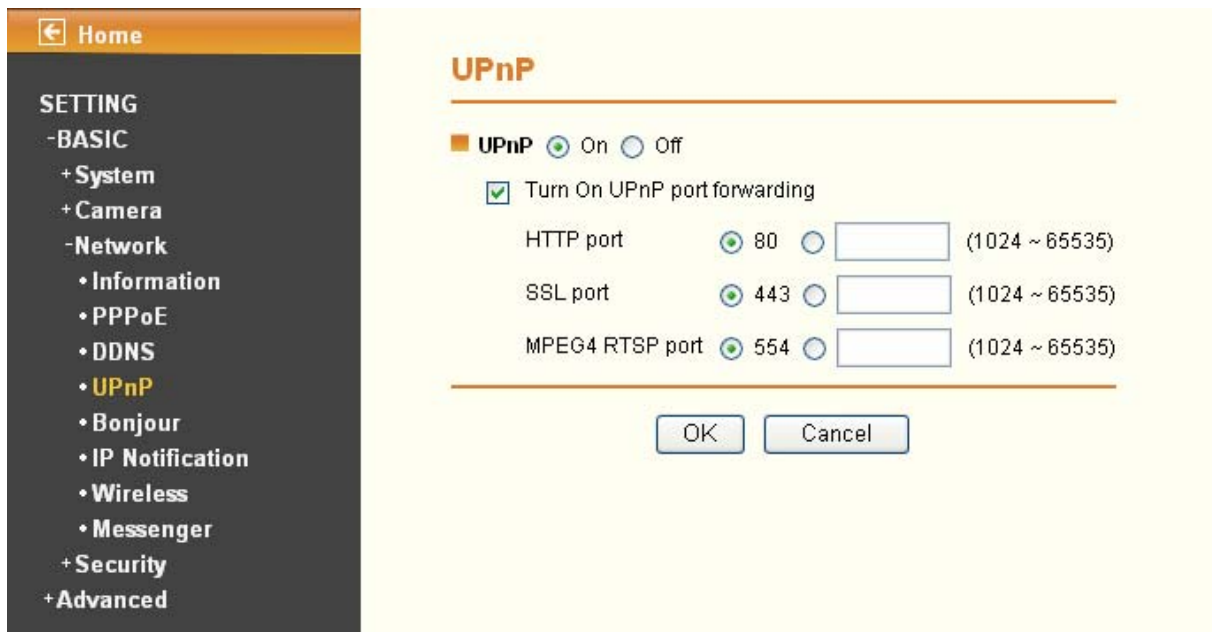 Home
SETTING
-BASIC
+System
+Camera
-Network
•Information
•PPPoE
•DDNS
•UPnP
•Bonjour
•IP Notification
•Wireless
•Messenger
+Security
+Advanced
UPnP
UPnP On Off
Turn On UPnP port forwarding
HTTP port 80 (1024 ~ 65535)
SSL port 443 (1024 ~ 65535)
MPEG4 RTSP port 554 (1024 ~ 65535)
OK Cancel